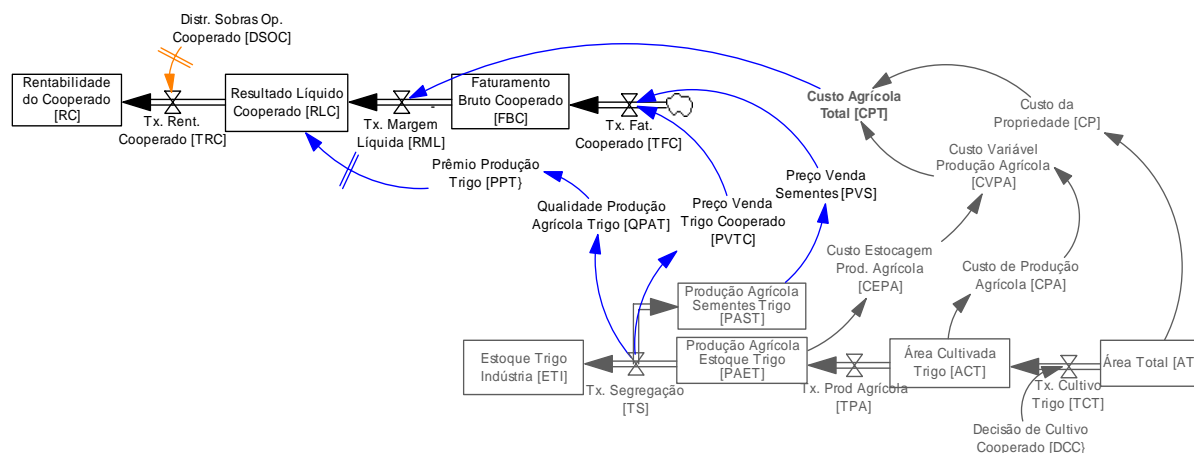 Distr. Sobras Op.
Cooperado [DSOC]
Rentabilidade
do Cooperado
[RC]
Tx. Rent.
Cooperado [TRC]
Resultado Líquido
Cooperado [RLC]
Tx. Margem
Líquida [RML]
Faturamento
Bruto Cooperado
[FBC]
Tx. Fat.
Cooperado [TFC]
Custo Agrícola
Total [CPT]
Custo da
Propriedade [CP]
Custo Variável
Produção Agrícola
[CVPA]
Prêmio Produção
Trigo [PPT}
Qualidade Produção
Agrícola Trigo [QPAT]
Preço Venda
Trigo Cooperado
[PVTC]
Preço Venda
Sementes [PVS]
Custo Estocagem
Prod. Agrícola
[CEPA]
Custo de Produção
Agrícola [CPA]
Produção Agrícola
Sementes Trigo
[PAST]
Estoque Trigo
Indústria [ETI]
Tx. Segregação
[TS]
Produção Agrícola
Estoque Trigo
[PAET]
Tx. Prod Agrícola
[TPA]
Área Cultivada
Trigo [ACT]
Tx. Cultivo
Trigo [TCT]
Área Total [AT
Decisão de Cultivo
Cooperado [DCC}